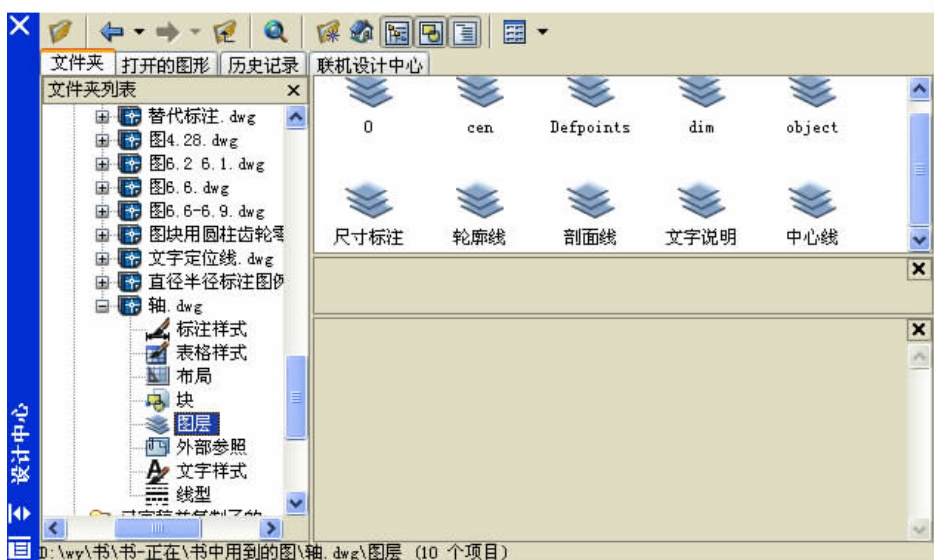 文件夹 打开的图形 历史记录 联机设计中心
文件夹列表
替代标注.dwg
图4.28.dwg
图6.2 6.1.dwg
图6.6.dwg
图6.6-6.9.dwg
图块用圆柱齿轮零
文字定位线.dwg
直径半径标注图例
轴.dwg
标注样式
表格样式
布局
块
图层
外部参照
文字样式
线型
0 cen Defpoints dim object
尺寸标注 轮廓线 剖面线 文字说明 中心线
设计中心
D:\wy\书\书-正在\书中用到的图\轴.dwg\图层 (10 个项目)